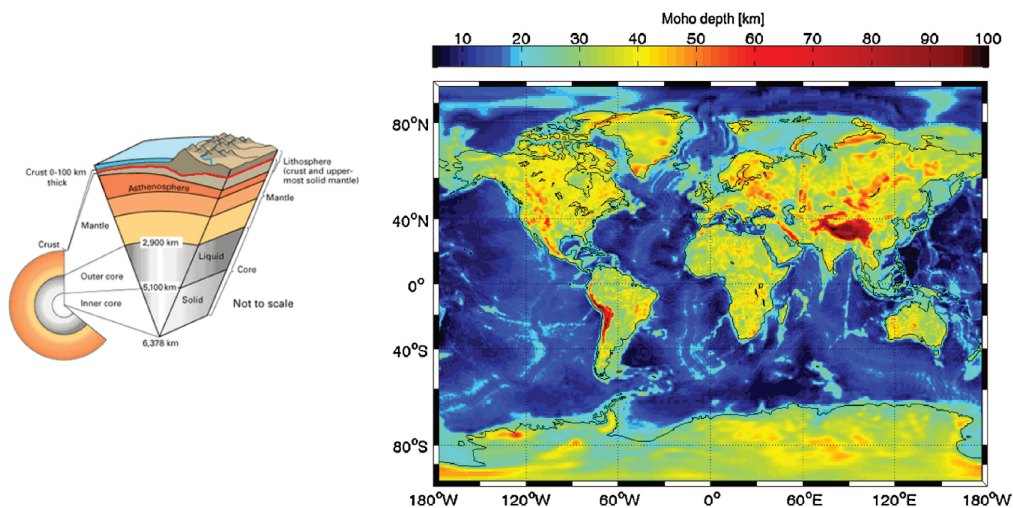 Crust 0-100 km
thick
Asthenosphere
Lithosphere
(crust and upper-
most solid mantle)
Mantle
Mantle
Crust
2,900 km
Liquid
Outer core
Core
5,100 km
Inner core
Solid
Not to scale
6,378 km
Moho depth [km]
10 20 30 40 50 60 70 80 90 100
80°N
40°N
0°
40°S
80°S
180°W 120°W 60°W 0° 60°E 120°E 180°W